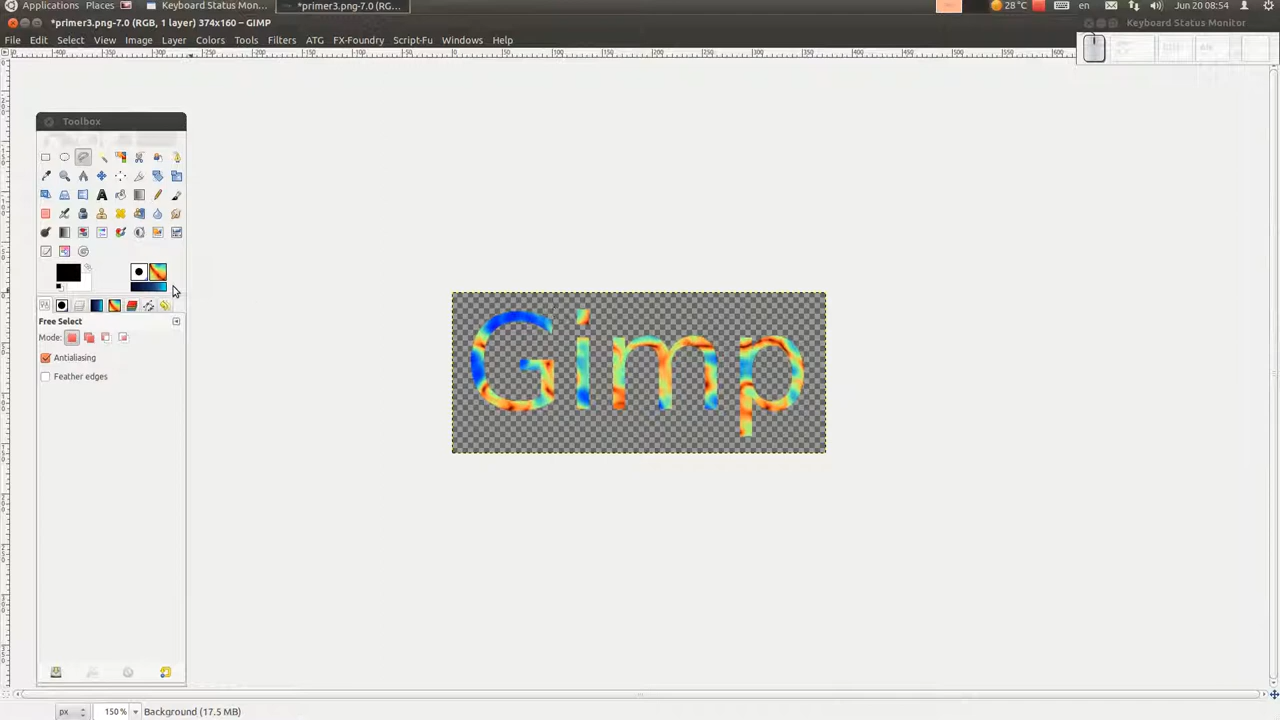 Applications Places Keyboard Status Mon... *primer3.png-7.0 (RG... 28°C en Jun 20 08:54
*primer3.png-7.0 (RGB, 1 layer) 374x160 – GIMP
Keyboard Status Monitor
File Edit Select View Image Layer Colors Tools Filters ATG FX-Foundry Script-Fu Windows Help
Toolbox
Gimp
Free Select
Mode:
Antialiasing
Feather edges
px 150% Background (17.5 MB)